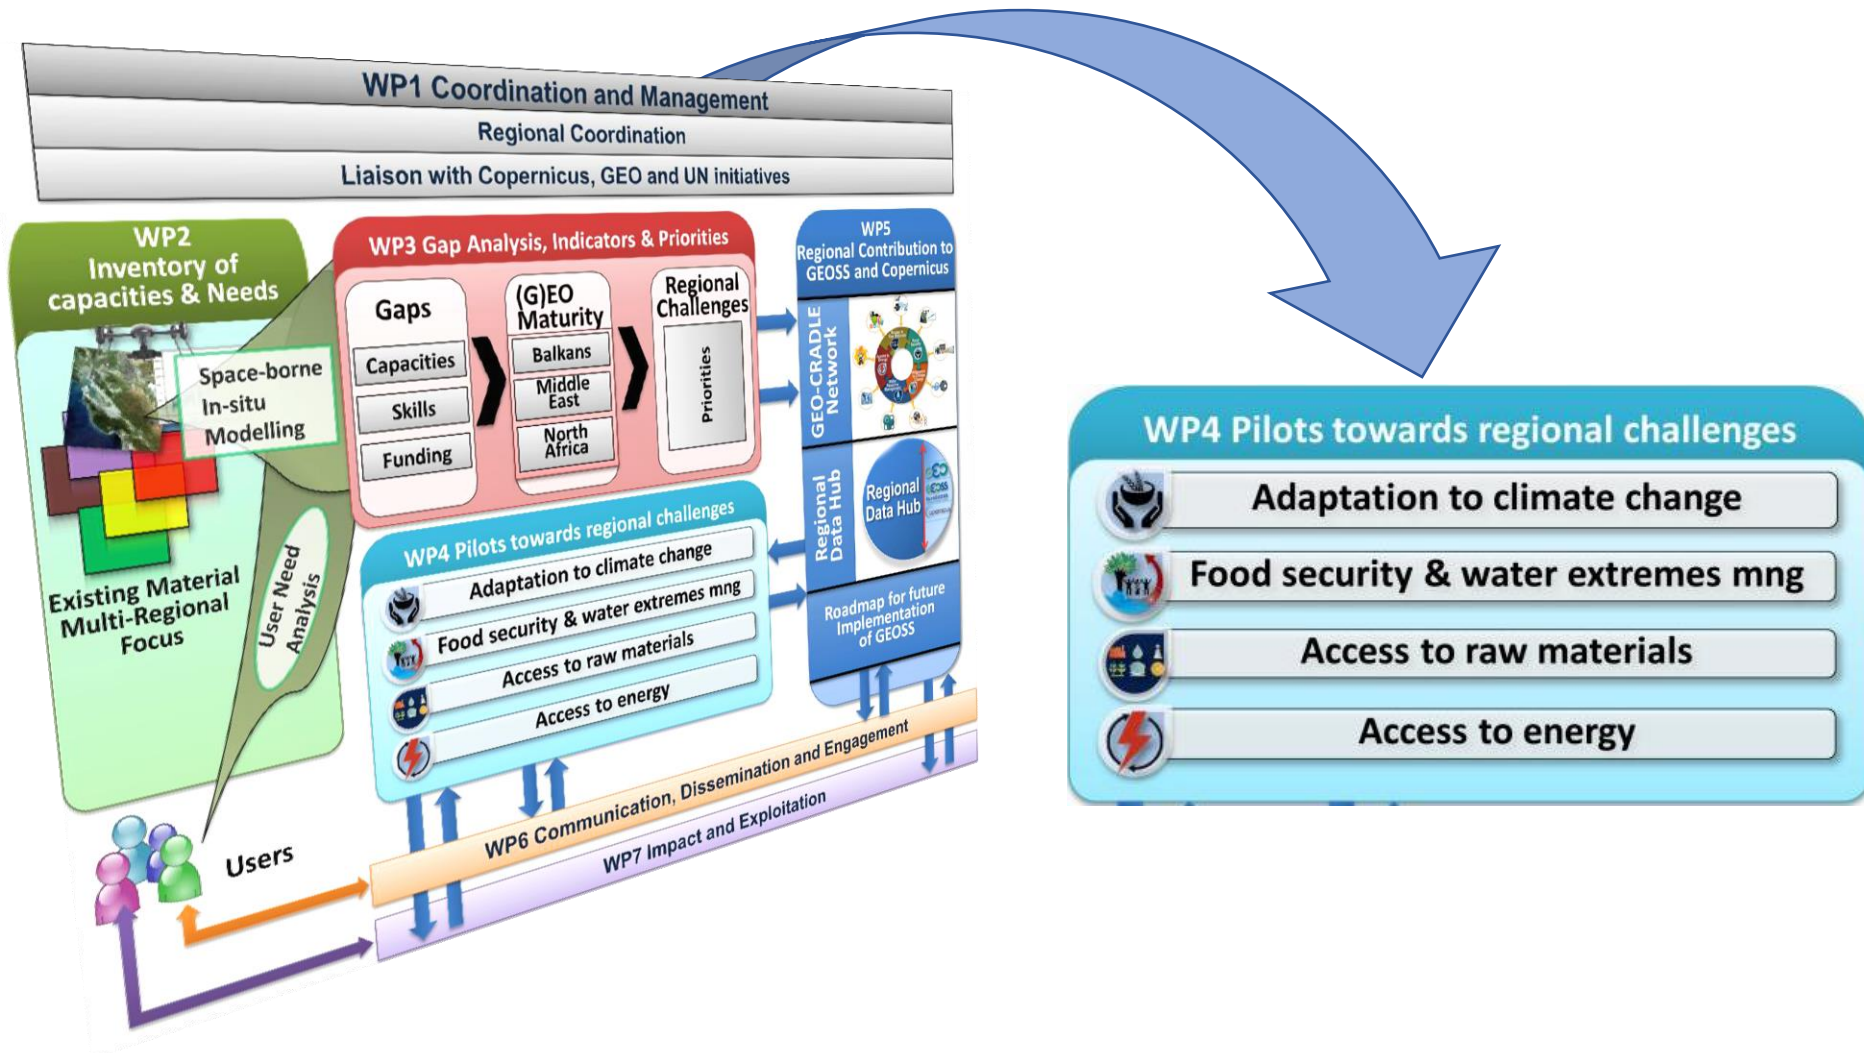 WP1 Coordination and Management
Regional Coordination
Liaison with Copernicus, GEO and UN initiatives
WP2
Inventory of
capacities & Needs
Space-borne
In-situ
Modelling
Existing Material
Multi-Regional
Focus
User Need
Analysis
Users
WP3 Gap Analysis, Indicators & Priorities
Gaps
Capacities
Skills
Funding
(G)EO
Maturity
Balkans
Middle
East
North
Africa
Regional
Challenges
Priorities
WP4 Pilots towards regional challenges
Adaptation to climate change
Food security & water extremes mng
Access to raw materials
Access to energy
WP5
Regional Contribution to
GEOSS and Copernicus
GEO-CRADLE
Network
Regional
Data Hub
Regional
Data Hub
Roadmap for future
Implementation
of GEOSS
WP6 Communication, Dissemination and Engagement
WP7 Impact and Exploitation
WP4 Pilots towards regional challenges
Adaptation to climate change
Food security & water extremes mng
Access to raw materials
Access to energy